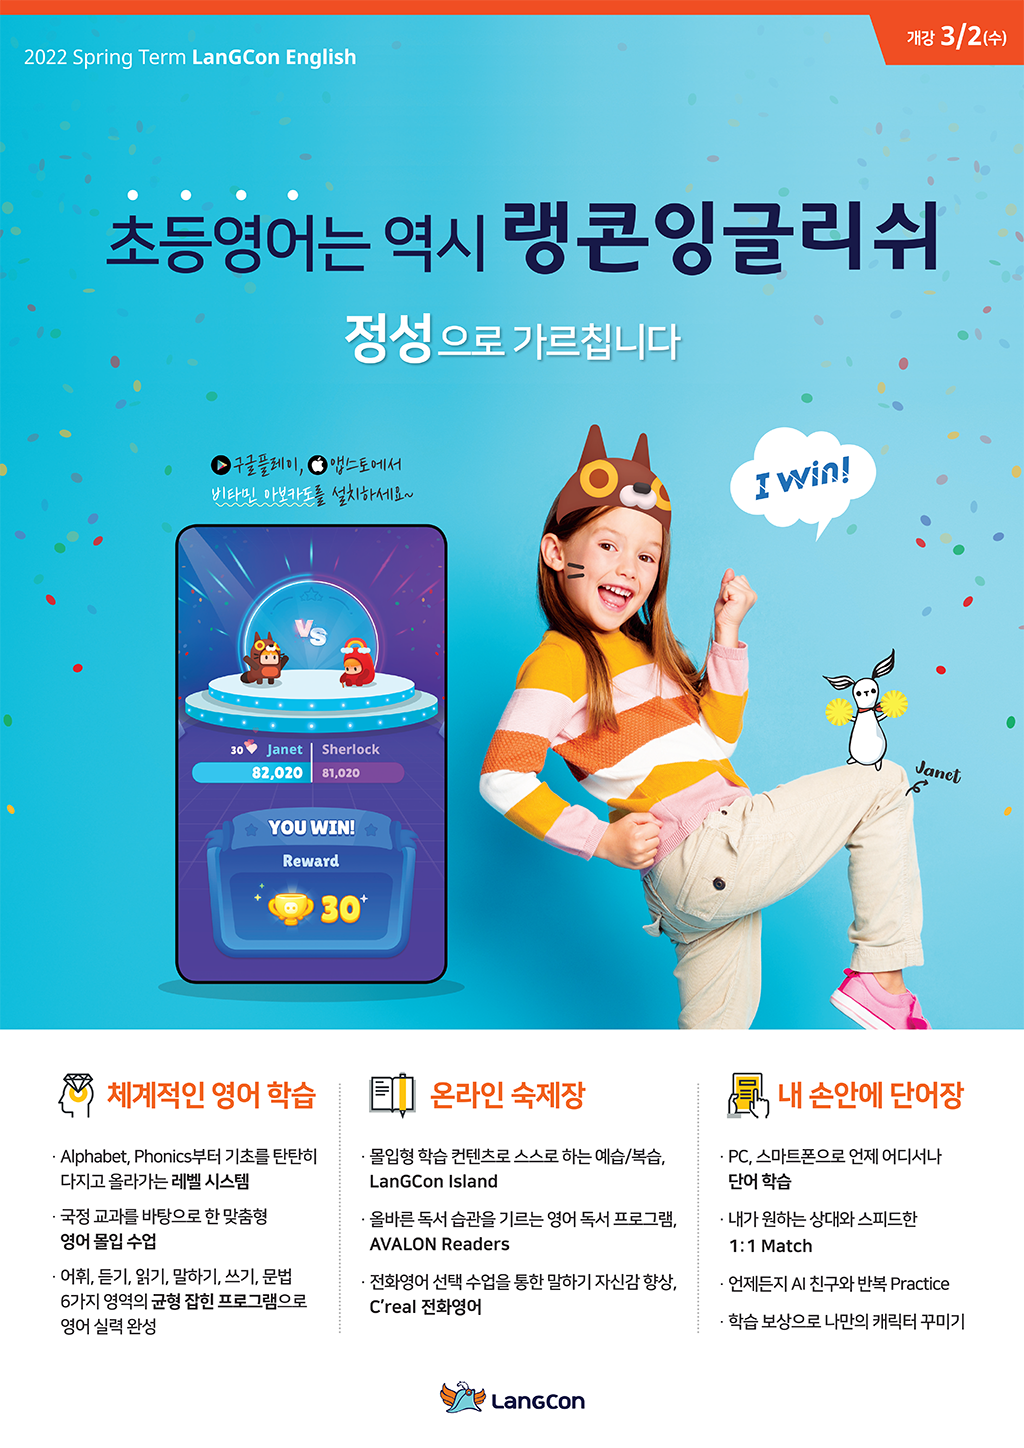 2022 Spring Term LanGCon English
개강 3/2(수)
초등영어는 역시 랭콘잉글리쉬
정성으로 가르칩니다
구글플레이, 앱스토어에서
비타민 아보카도를 설치하세요~
I win!
VS
30 Janet Sherlock
82,020 81,020
YOU WIN!
Reward
30
Janet
체계적인 영어 학습
· Alphabet, Phonics부터 기초를 탄탄히
다지고 올라가는 레벨 시스템
· 국정 교과를 바탕으로 한 맞춤형
영어 몰입 수업
· 어휘, 듣기, 읽기, 말하기, 쓰기, 문법
6가지 영역의 균형 잡힌 프로그램으로
영어 실력 완성
온라인 숙제장
· 몰입형 학습 컨텐츠로 스스로 하는 예습/복습,
LanGCon Island
· 올바른 독서 습관을 기르는 영어 독서 프로그램,
AVALON Readers
· 전화영어 선택 수업을 통한 말하기 자신감 향상,
C'real 전화영어
내 손안에 단어장
· PC, 스마트폰으로 언제 어디서나
단어 학습
· 내가 원하는 상대와 스피드한
1:1 Match
· 언제든지 AI 친구와 반복 Practice
· 학습 보상으로 나만의 캐릭터 꾸미기
LANGCON